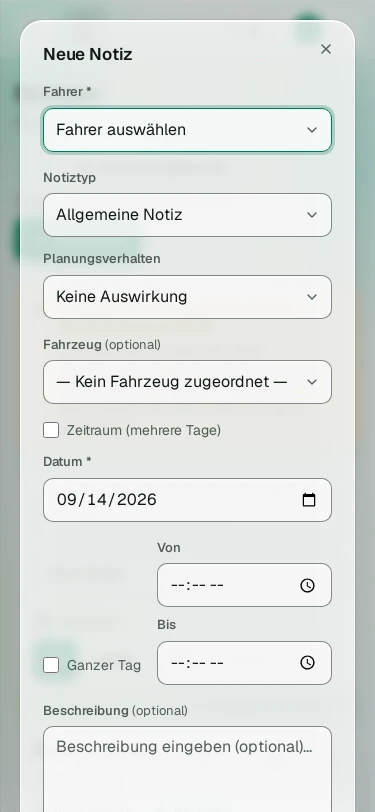 Neue Notiz
Fahrer *
Fahrer auswählen
Notiztyp
Allgemeine Notiz
Planungsverhalten
Keine Auswirkung
Fahrzeug (optional)
— Kein Fahrzeug zugeordnet —
Zeitraum (mehrere Tage)
Datum *
09/14/2026
Von
--:-- --
Bis
Ganzer Tag
--:-- --
Beschreibung (optional)
Beschreibung eingeben (optional)...